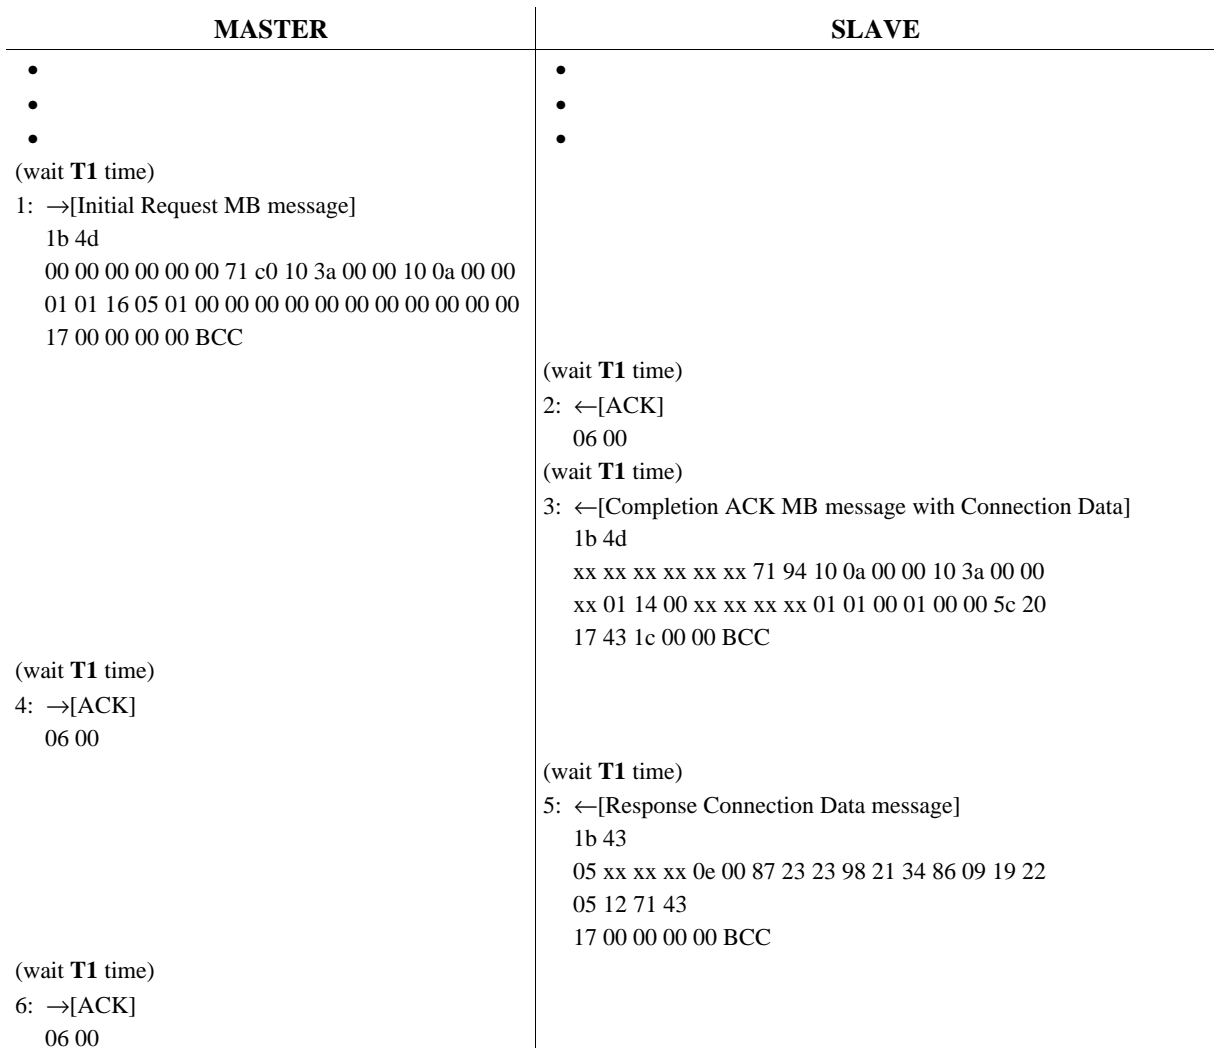 MASTER SLAVE
• •
• •
• •
(wait T1 time)
1: →[Initial Request MB message]
1b 4d
00 00 00 00 00 00 71 c0 10 3a 00 00 10 0a 00 00
01 01 16 05 01 00 00 00 00 00 00 00 00 00 00 00
17 00 00 00 00 BCC
(wait T1 time)
2: ←[ACK]
06 00
(wait T1 time)
3: ←[Completion ACK MB message with Connection Data]
1b 4d
xx xx xx xx xx xx 71 94 10 0a 00 00 10 3a 00 00
xx 01 14 00 xx xx xx xx 01 01 00 01 00 00 5c 20
17 43 1c 00 00 BCC
(wait T1 time)
4: →[ACK]
06 00
(wait T1 time)
5: ←[Response Connection Data message]
1b 43
05 xx xx xx 0e 00 87 23 23 98 21 34 86 09 19 22
05 12 71 43
17 00 00 00 00 BCC
(wait T1 time)
6: →[ACK]
06 00